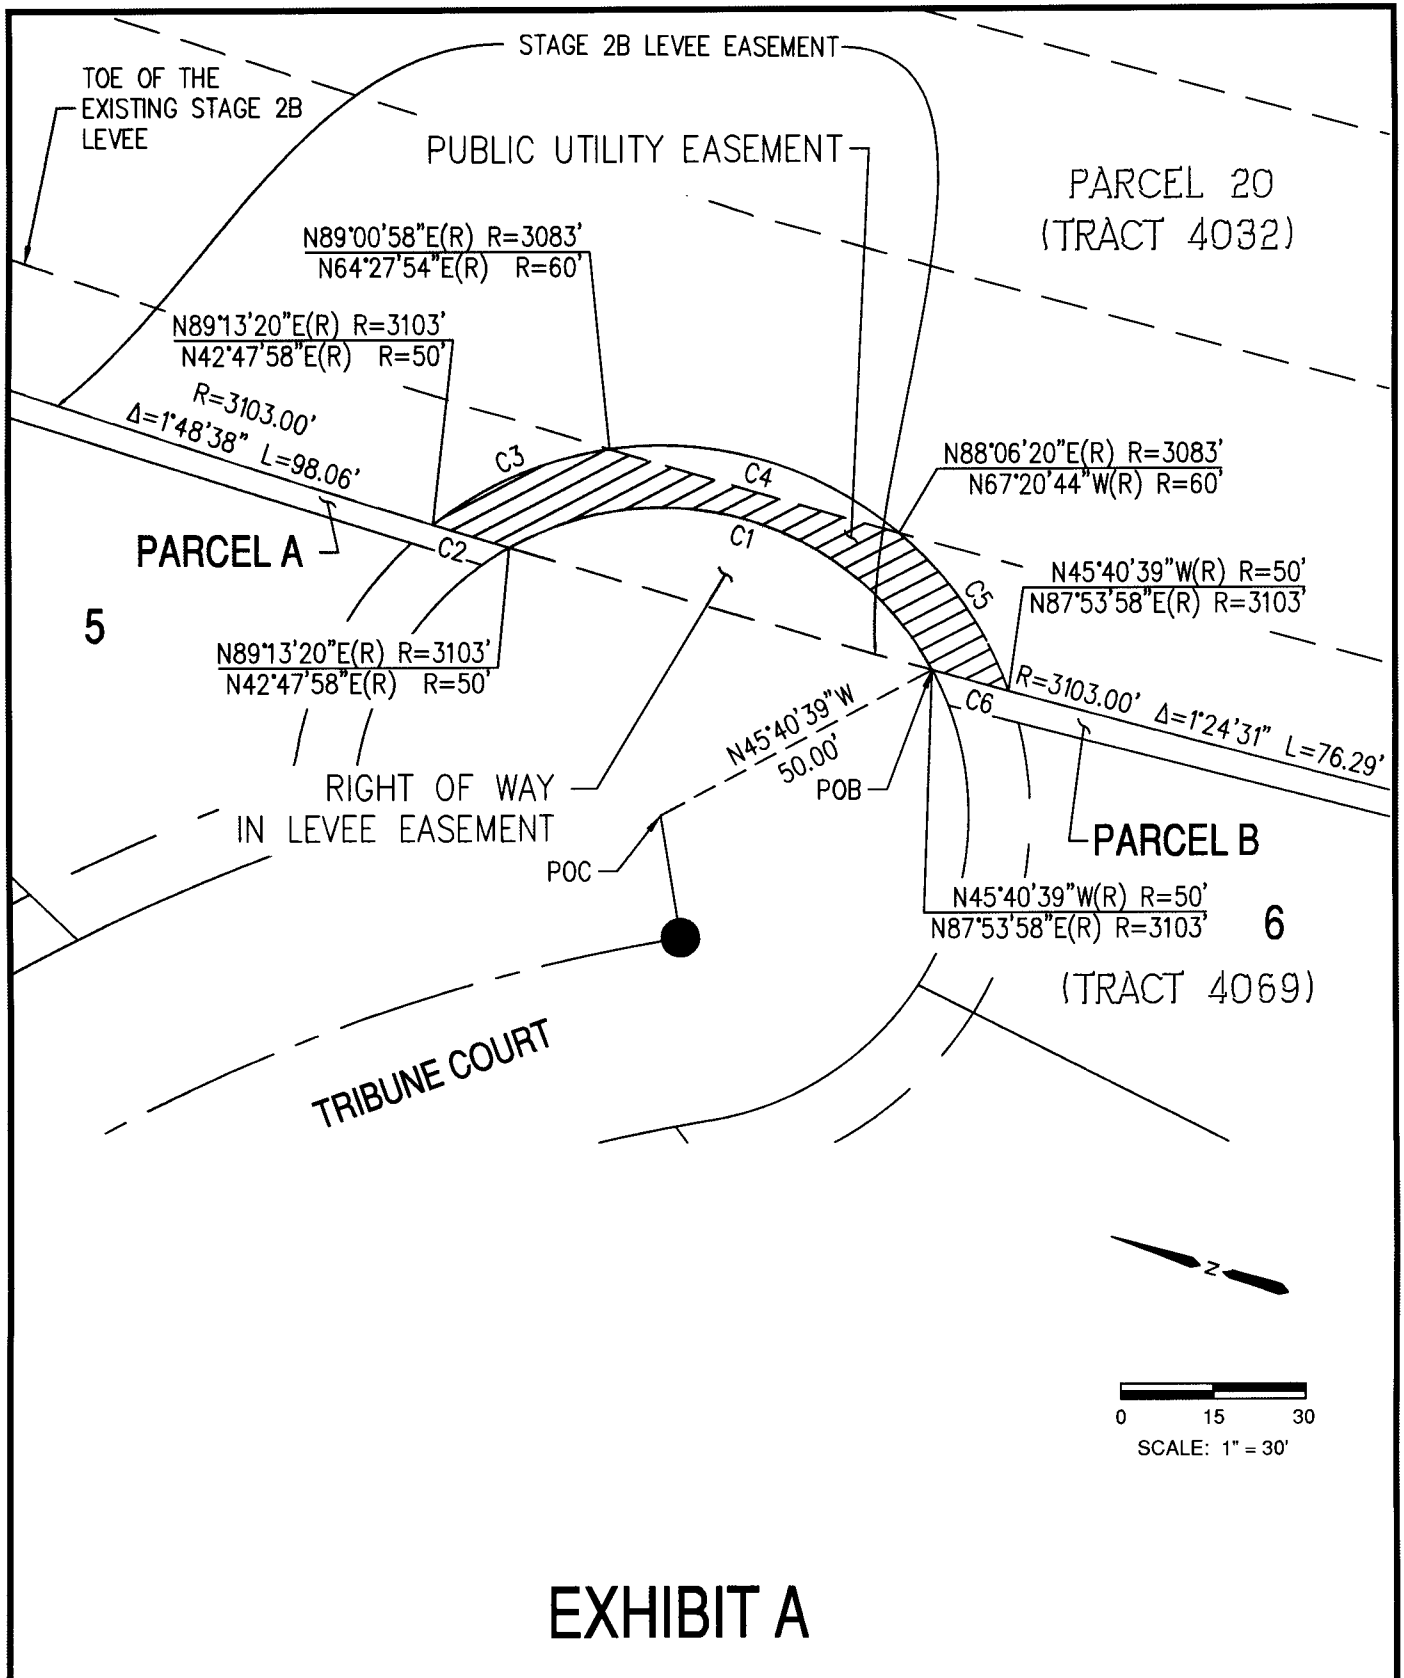 STAGE 2B LEVEE EASEMENT
TOE OF THE
EXISTING STAGE 2B
LEVEE
PUBLIC UTILITY EASEMENT
PARCEL 20
(TRACT 4032)
N89°00'58"E(R) R=3083'
N64°27'54"E(R) R=60'
N89°13'20"E(R) R=3103'
N42°47'58"E(R) R=50'
R=3103.00'
Δ=1°48'38" L=98.06'
C3
C4
N88°06'20"E(R) R=3083'
N67°20'44"W(R) R=60'
PARCEL A
C2
C1
C5
N45°40'39"W(R) R=50'
N87°53'58"E(R) R=3103'
5
N89°13'20"E(R) R=3103'
N42°47'58"E(R) R=50'
R=3103.00' Δ=1°24'31" L=76.29'
C6
N45°40'39"W
50.00'
POB
RIGHT OF WAY
IN LEVEE EASEMENT
PARCEL B
POC
N45°40'39"W(R) R=50'
N87°53'58"E(R) R=3103'
6
(TRACT 4069)
TRIBUNE COURT
N
0 15 30
SCALE: 1" = 30'
EXHIBIT A